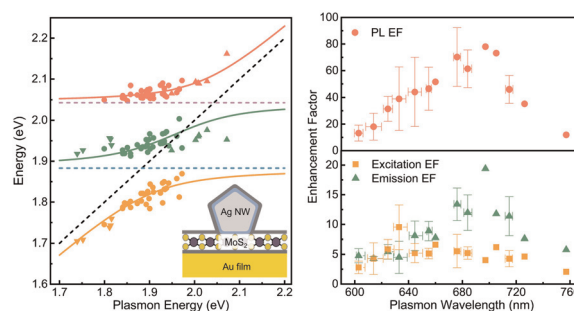 2.2
2.1
2.0
1.9
1.8
1.7
1.6
Energy (eV)
Ag NW
MoS₂
Au film
1.7 1.8 1.9 2.0 2.1 2.2
Plasmon Energy (eV)
PL EF
100
80
60
40
20
0
Enhancement Factor
Excitation EF
Emission EF
20
15
10
5
0
600 640 680 720 760
Plasmon Wavelength (nm)